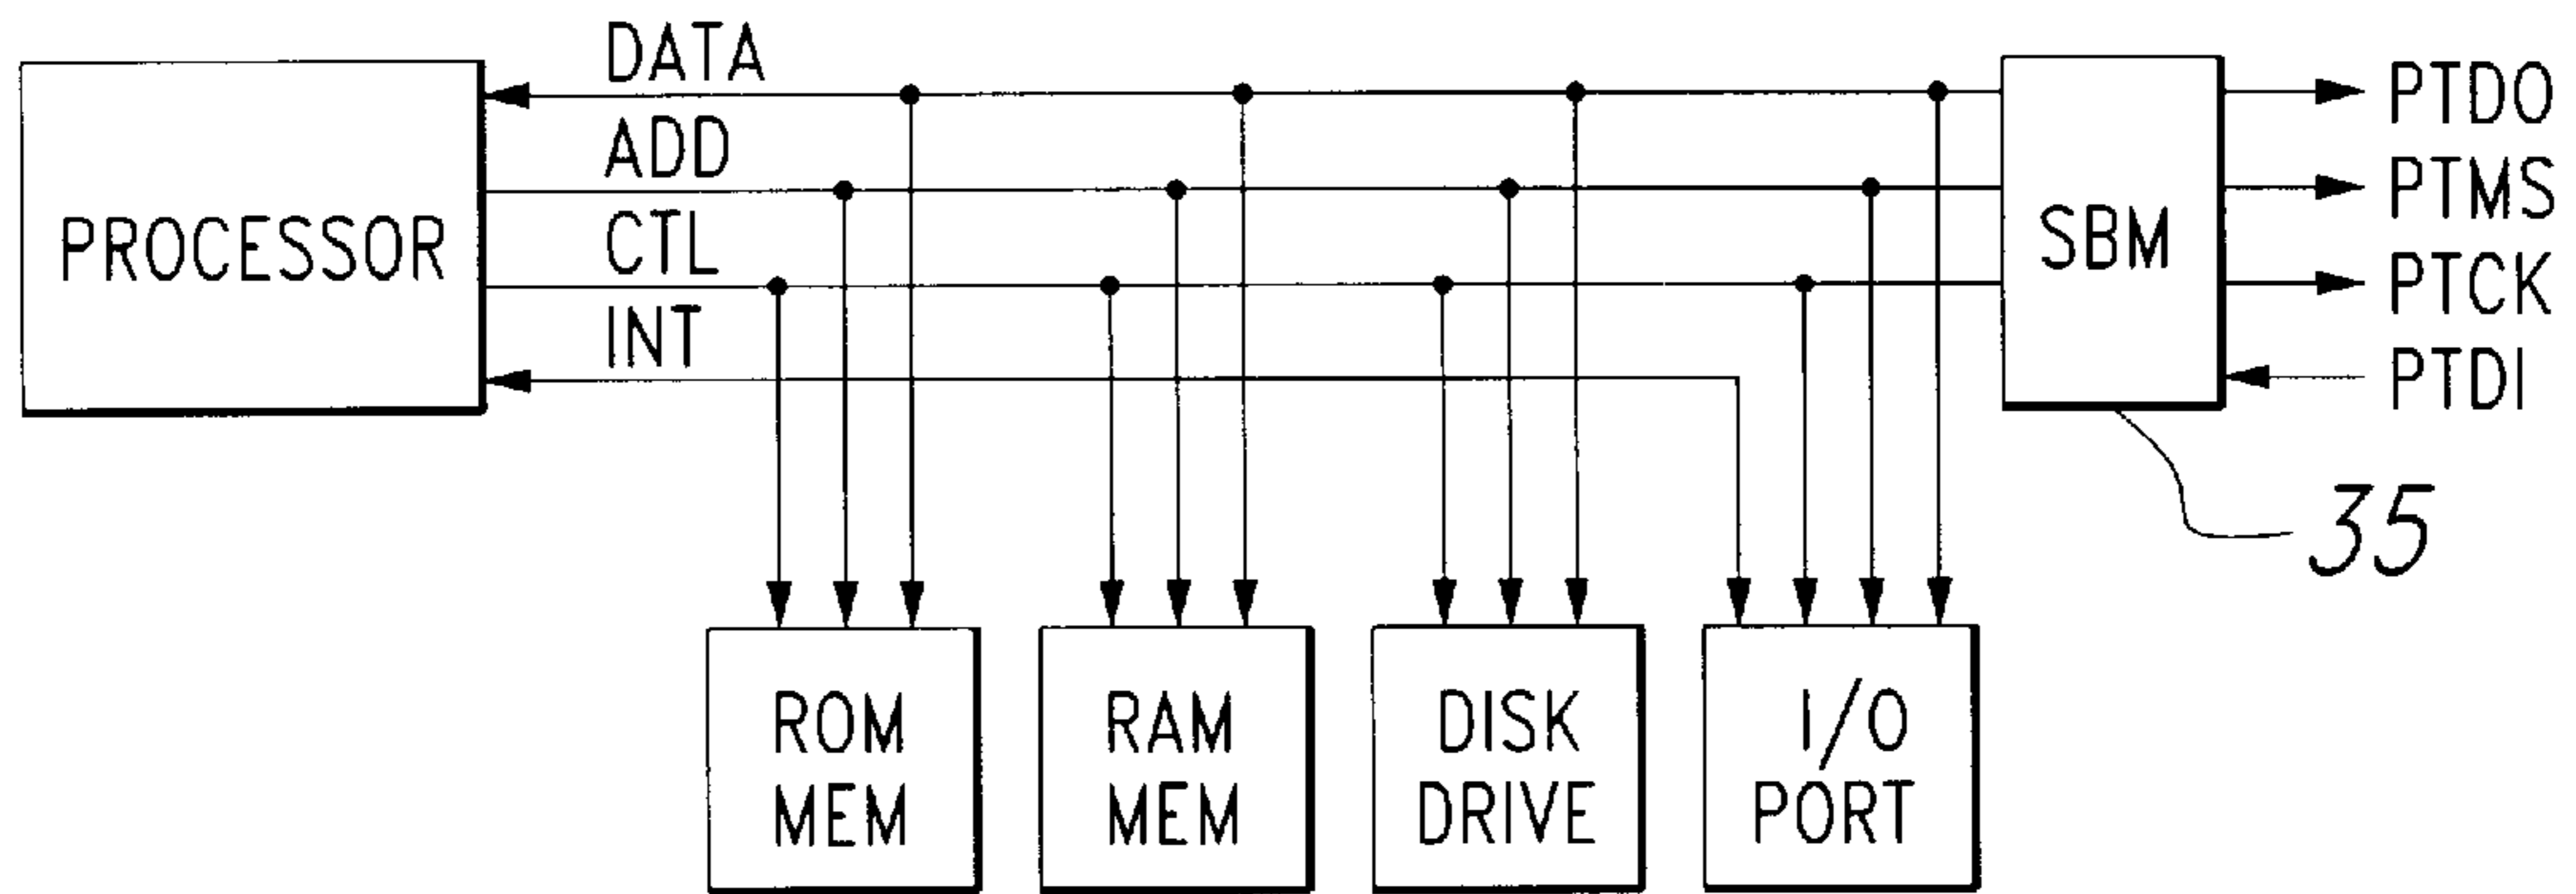 DATA
ADD
CTL
INT
PROCESSOR
SBM
PTDO
PTMS
PTCK
PTDI
35
ROM
MEM
RAM
MEM
DISK
DRIVE
I/O
PORT